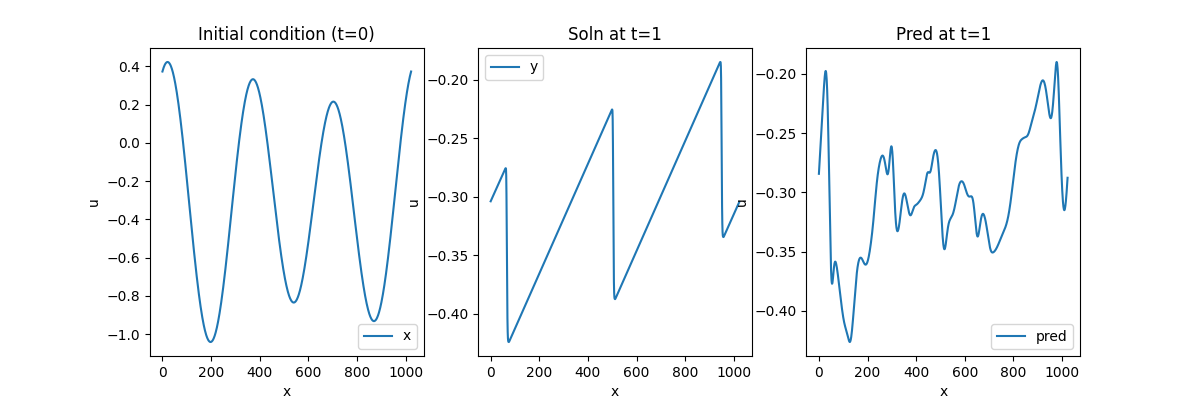 Initial condition (t=0)
0.4
0.2
0.0
−0.2
−0.4
−0.6
−0.8
−1.0
u
0 200 400 600 800 1000
x
x
Soln at t=1
y
−0.20
−0.25
−0.30
−0.35
−0.40
u
0 200 400 600 800 1000
x
Pred at t=1
−0.20
−0.25
−0.30
−0.35
−0.40
u
0 200 400 600 800 1000
x
pred